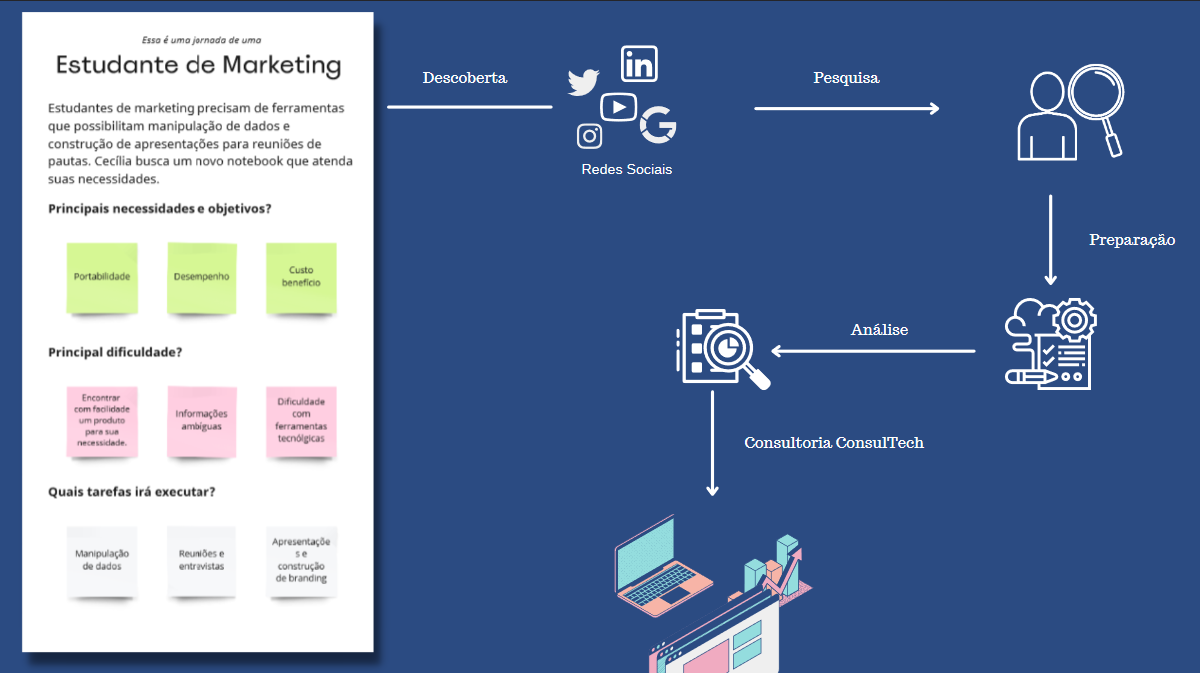 Essa é uma jornada de uma
Estudante de Marketing
Estudantes de marketing precisam de ferramentas
que possibilitam manipulação de dados e
construção de apresentações para reuniões de
pautas. Cecília busca um novo notebook que atenda
suas necessidades.
Principais necessidades e objetivos?
Portabilidade
Desempenho
Custo
benefício
Principal dificuldade?
Encontrar
com facilidade
um produto
para sua
necessidade.
Informações
ambíguas
Dificuldade
com
ferramentas
tecnólgicas
Quais tarefas irá executar?
Manipulação
de dados
Reuniões e
entravistas
Apresentaçõe
s e
construção
de branding
Descoberta
in
G
Redes Sociais
Pesquisa
Preparação
Análise
Consultoria ConsulTech